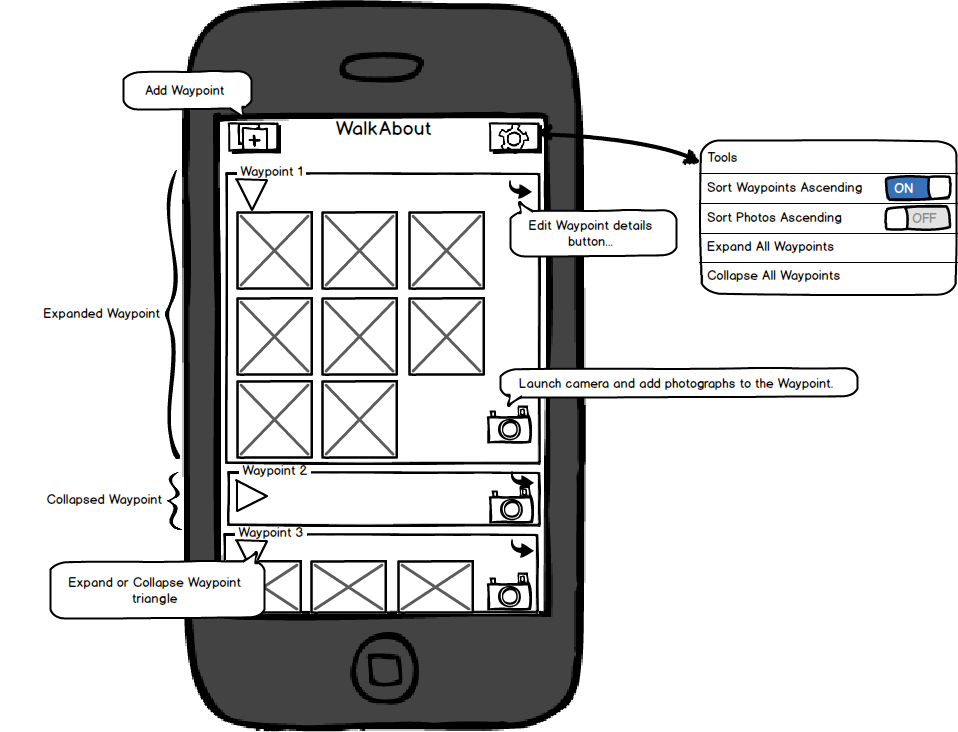 Add Waypoint
WalkAbout
Tools
Sort Waypoints Ascending
ON
Sort Photos Ascending
OFF
Expand All Waypoints
Collapse All Waypoints
Waypoint 1
Edit Waypoint details
button...
Expanded Waypoint
Launch camera and add photographs to the Waypoint.
Waypoint 2
Collapsed Waypoint
Waypoint 3
Expand or Collapse Waypoint
triangle